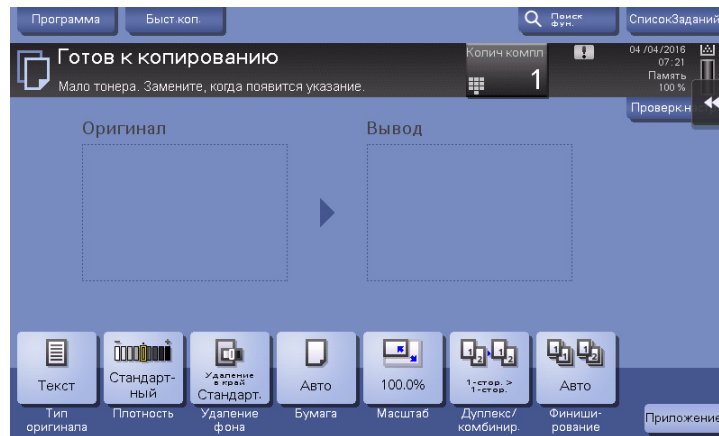 Программа
Быст.коп.
Поиск
фун.
СписокЗаданий
Готов к копированию
Мало тонера. Замените, когда появится указание.
Колич компл
1
04 /04/2016
07:21
Память
100 %
Оригинал
Вывод
Текст
Стандарт-
ный
Удаление
в край
Стандарт.
Авто
100.0%
1-стор. >
1-стор.
Авто
Тип
оригинала
Плотность
Удаление
фона
Бумага
Масштаб
Дуплекс/
комбинир.
Финиши-
рование
Приложение